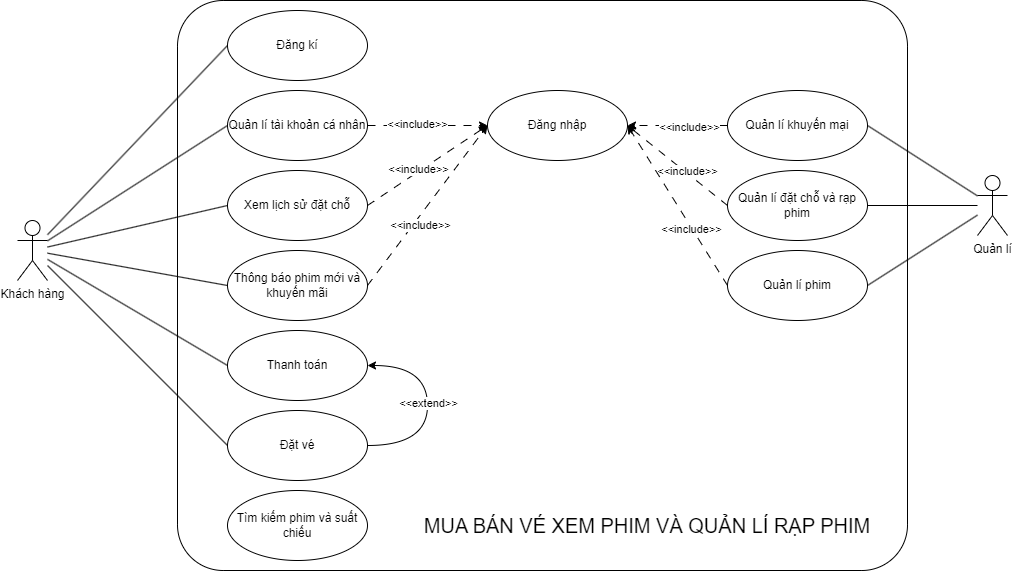 Đăng kí
Quản lí tài khoản cá nhân
<<include>>
Đăng nhập
<<include>>
Quản lí khuyến mại
Xem lịch sử đặt chỗ
<<include>>
<<include>>
Quản lí đặt chỗ và rạp
phim
Quản lí
Khách hàng
Thông báo phim mới và
khuyến mãi
<<include>>
<<include>>
Quản lí phim
Thanh toán
<<extend>>
Đặt vé
Tìm kiếm phim và suất
chiếu
MUA BÁN VÉ XEM PHIM VÀ QUẢN LÍ RẠP PHIM